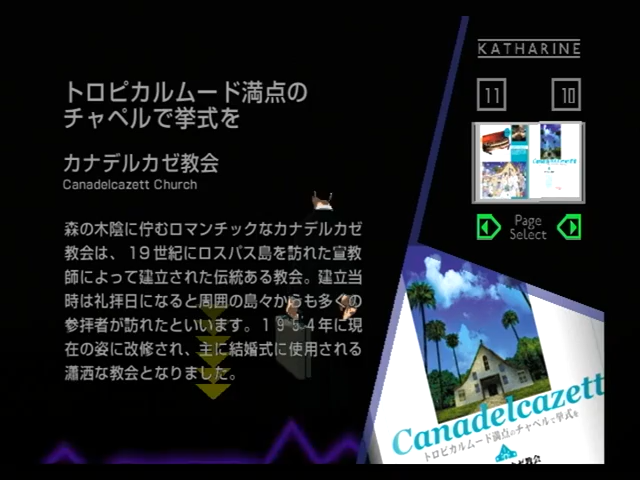 トロピカルムード満点の
チャペルで挙式を
カナデルカゼ教会
Canadelcazett Church
森の木陰に佇むロマンチックなカナデルカゼ
教会は、19世紀にロスパス島を訪れた宣教
師によって建立された伝統ある教会。建立当
時は礼拝日になると周囲の島々からも多くの
参拝者が訪れたといいます。1954年に現
在の姿に改修され、主に結婚式に使用される
瀟洒な教会となりました。
KATHARINE
11
10
Page
Select
Canadelcazett
トロピカルムード満点のチャペルで挙式を